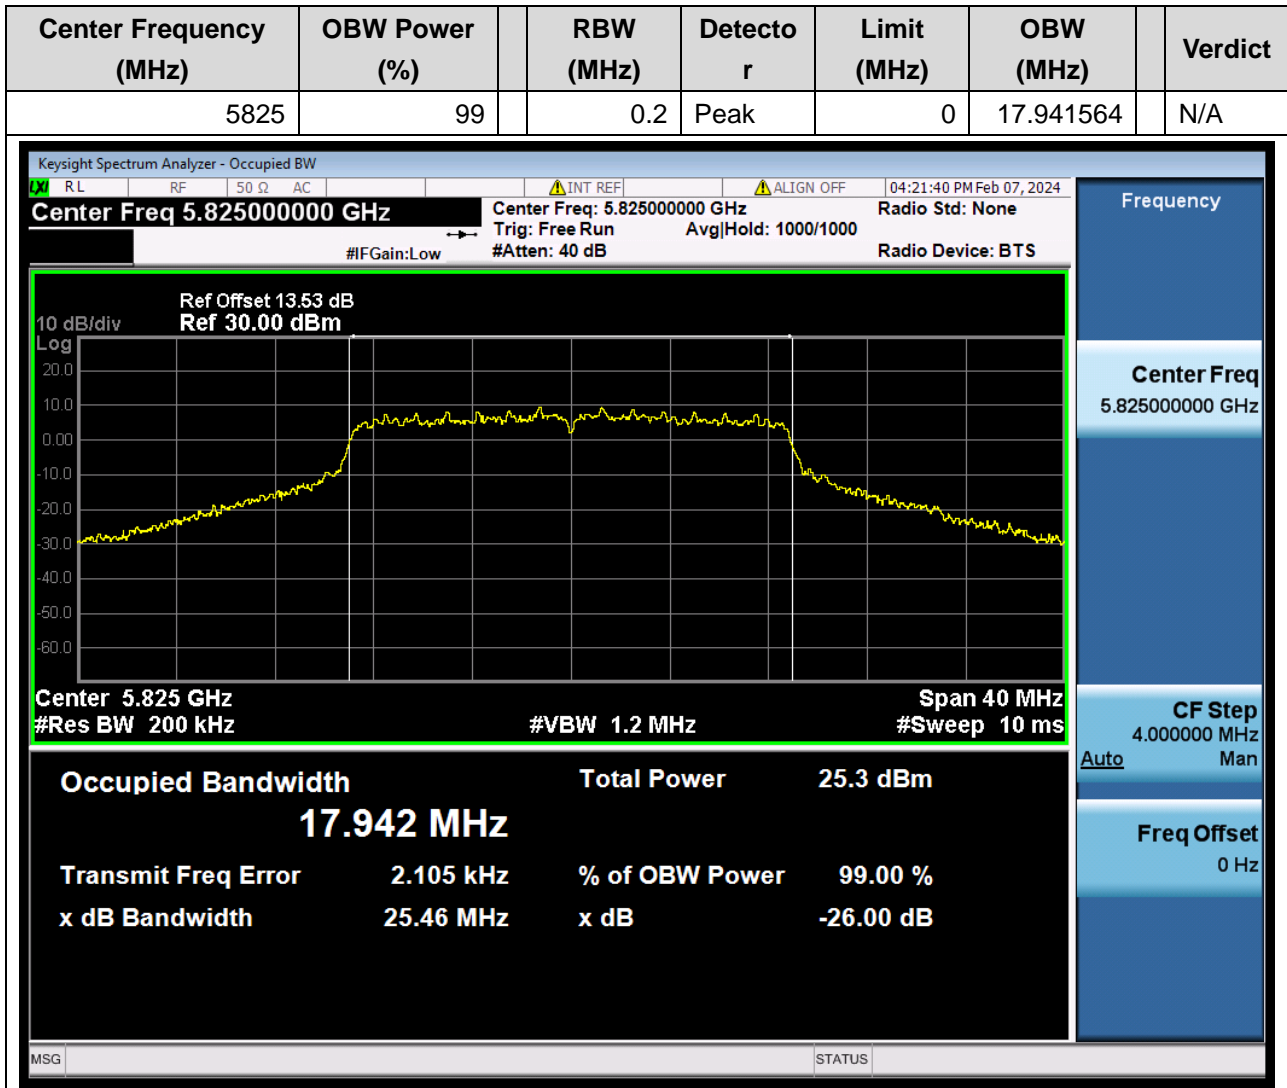 Center Frequency (MHz) OBW Power (%) RBW (MHz) Detecto r Limit (MHz) OBW (MHz) Verdict
5825 99 0.2 Peak 0 17.941564 N/A
Keysight Spectrum Analyzer - Occupied BW
LXI RL RF 50 Ω AC INT REF ALIGN OFF 04:21:40 PM Feb 07, 2024
Center Freq 5.825000000 GHz Center Freq: 5.825000000 GHz Radio Std: None
Trig: Free Run Avg|Hold: 1000/1000
#IFGain:Low #Atten: 40 dB Radio Device: BTS
Frequency
Ref Offset 13.53 dB
10 dB/div Ref 30.00 dBm
Log
20.0
10.0
0.00
-10.0
-20.0
-30.0
-40.0
-50.0
-60.0
Center 5.825 GHz Span 40 MHz
#Res BW 200 kHz #VBW 1.2 MHz #Sweep 10 ms
Occupied Bandwidth Total Power 25.3 dBm
17.942 MHz
Transmit Freq Error 2.105 kHz % of OBW Power 99.00 %
x dB Bandwidth 25.46 MHz x dB -26.00 dB
Center Freq
5.825000000 GHz
CF Step
4.000000 MHz
Auto Man
Freq Offset
0 Hz
MSG STATUS